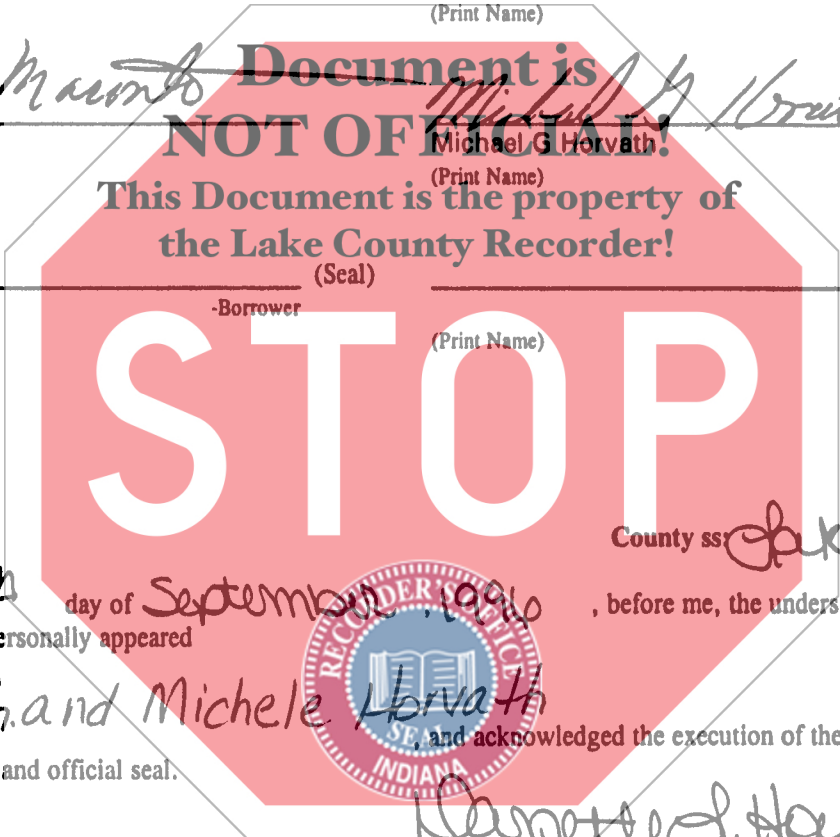 (Print Name)
Document is
NOT OFFICIAL!
Michael G Horvath
(Print Name)
This Document is the property of
the Lake County Recorder!
(Seal)
-Borrower
(Print Name)
STOP
County ss:
day of September, 1996 , before me, the unders
ersonally appeared
and Michele Horvath
, and acknowledged the execution of the
and official seal.
RECORDER'S OFFICE
SEAL
INDIANA